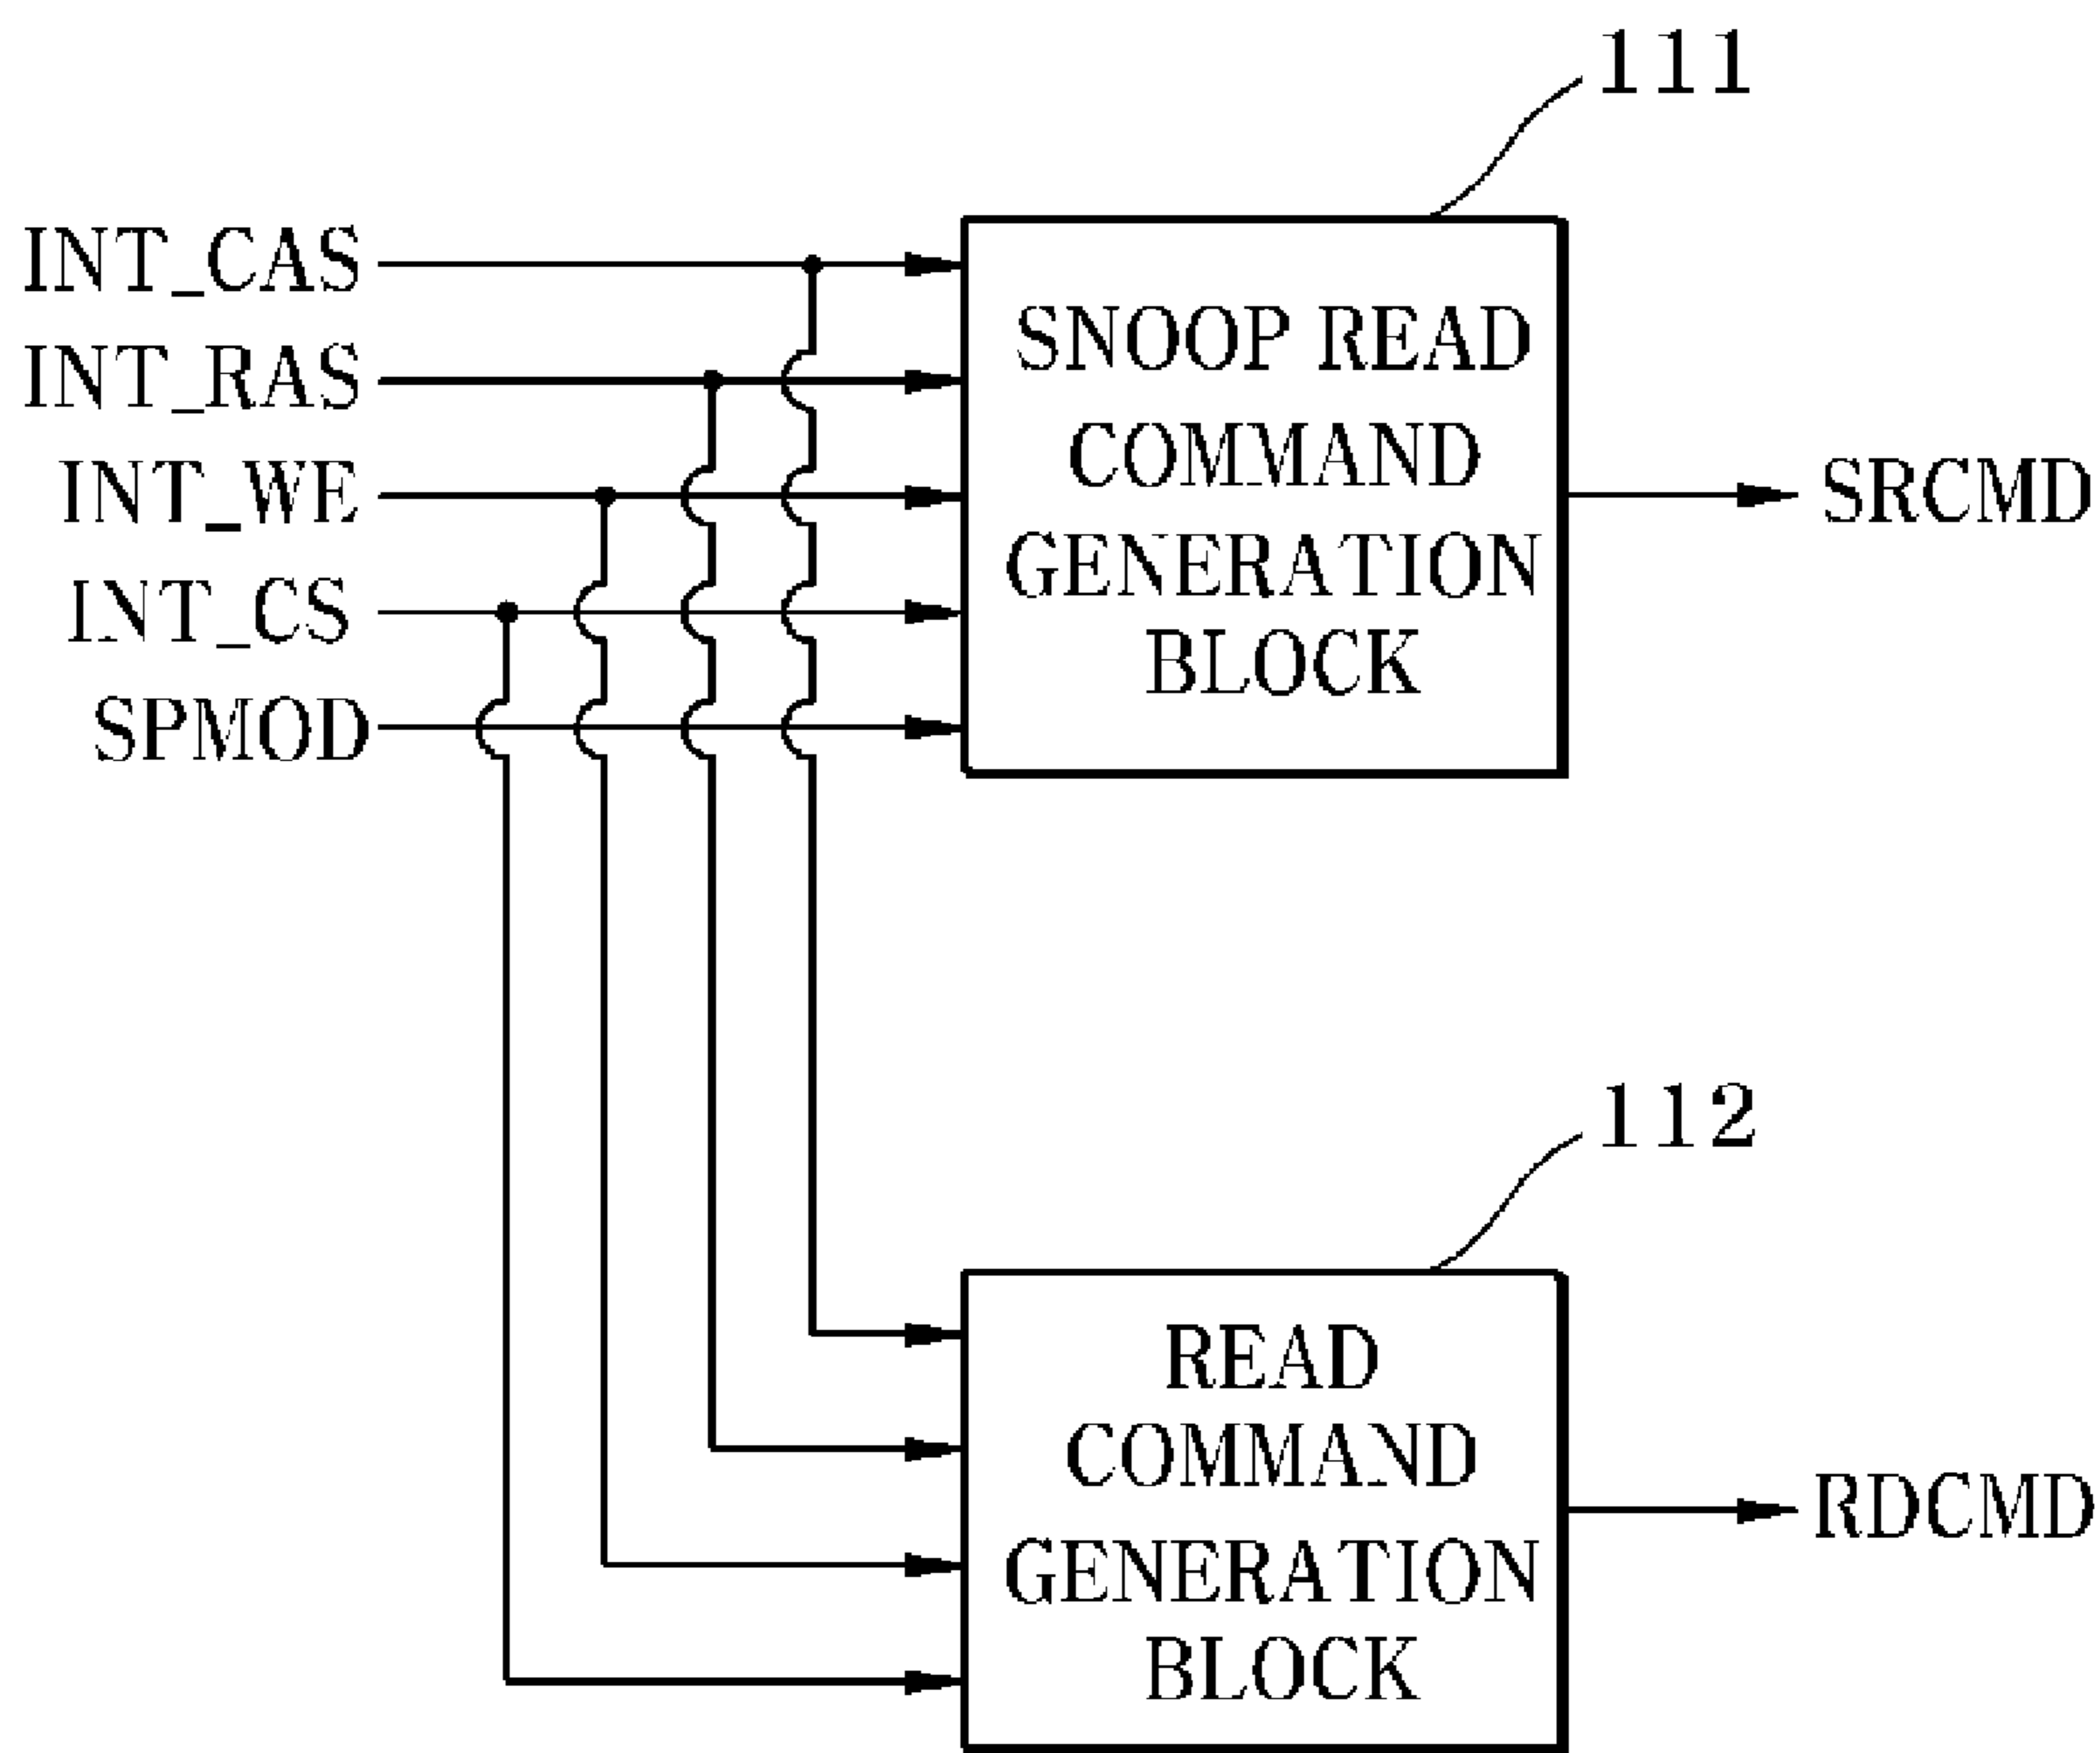 111
INT_CAS
INT_RAS
INT_WE
INT_CS
SPMOD
SNOOP READ
COMMAND
GENERATION
BLOCK
SRCMD
112
READ
COMMAND
GENERATION
BLOCK
RDCMD